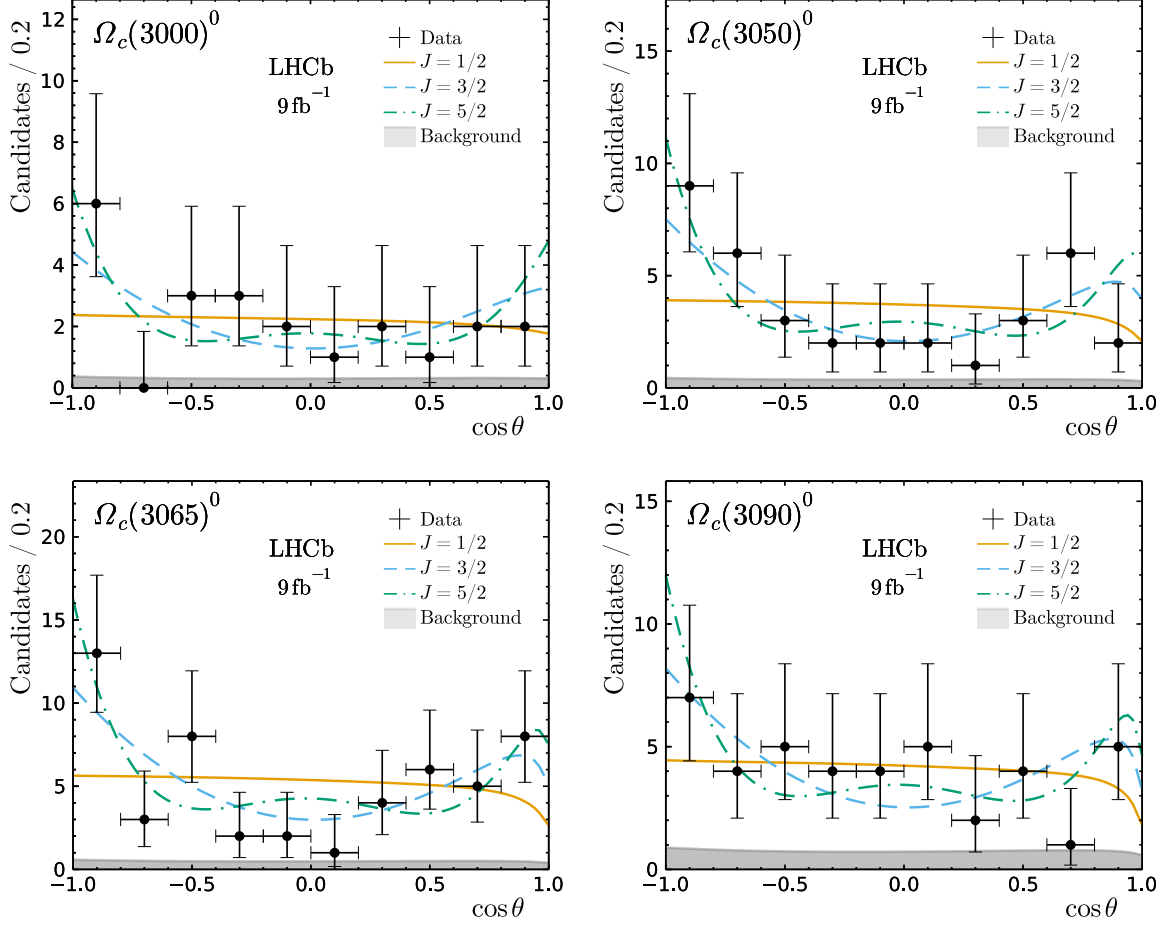 Ω_c(3000)^0
LHCb
9 fb^−1
Data
J = 1/2
J = 3/2
J = 5/2
Background
Candidates / 0.2
0 2 4 6 8 10 12
−1.0 −0.5 0.0 0.5 1.0
cos θ
Ω_c(3050)^0
LHCb
9 fb^−1
Data
J = 1/2
J = 3/2
J = 5/2
Background
Candidates / 0.2
0 5 10 15
−1.0 −0.5 0.0 0.5 1.0
cos θ
Ω_c(3065)^0
LHCb
9 fb^−1
Data
J = 1/2
J = 3/2
J = 5/2
Background
Candidates / 0.2
0 5 10 15 20
−1.0 −0.5 0.0 0.5 1.0
cos θ
Ω_c(3090)^0
LHCb
9 fb^−1
Data
J = 1/2
J = 3/2
J = 5/2
Background
Candidates / 0.2
0 5 10 15
−1.0 −0.5 0.0 0.5 1.0
cos θ